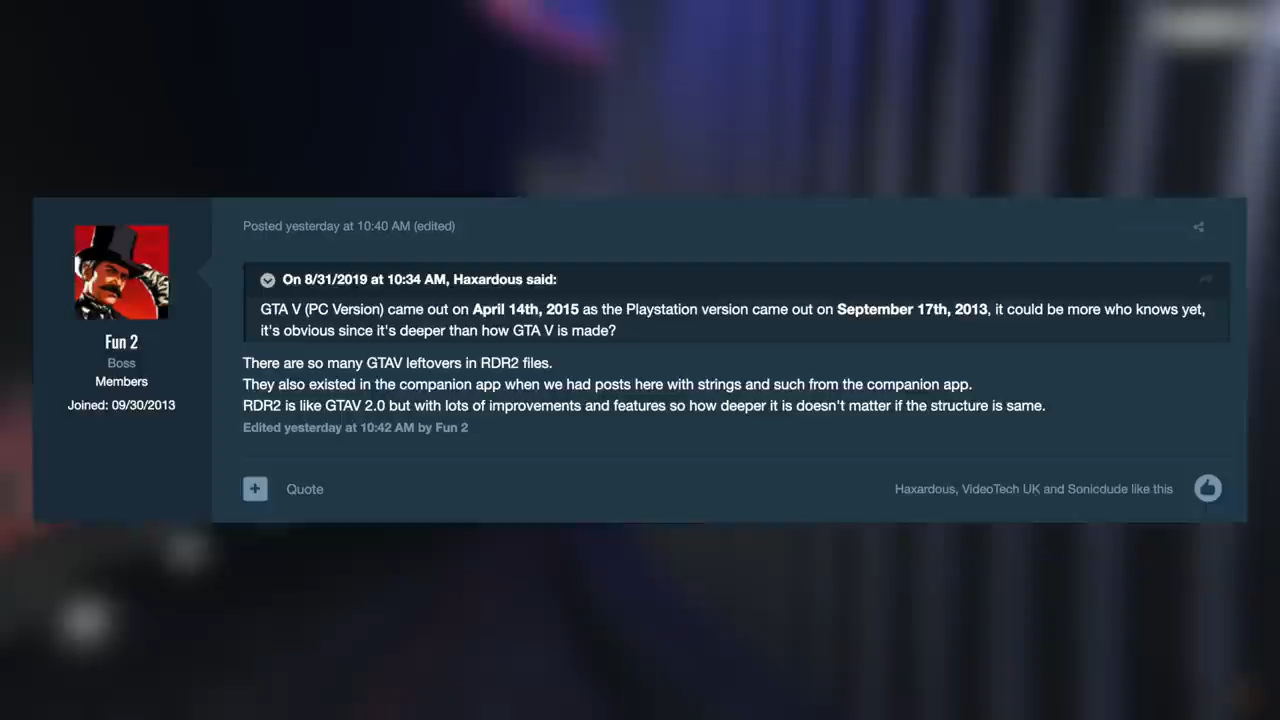 Posted yesterday at 10:40 AM (edited)
On 8/31/2019 at 10:34 AM, Haxardous said:
GTA V (PC Version) came out on April 14th, 2015 as the Playstation version came out on September 17th, 2013, it could be more who knows yet,
it's obvious since it's deeper than how GTA V is made?
Fun 2
Boss
Members
Joined: 09/30/2013
There are so many GTAV leftovers in RDR2 files.
They also existed in the companion app when we had posts here with strings and such from the companion app.
RDR2 is like GTAV 2.0 but with lots of improvements and features so how deeper it is doesn't matter if the structure is same.
Edited yesterday at 10:42 AM by Fun 2
Quote
Haxardous, VideoTech UK and Sonicdude like this